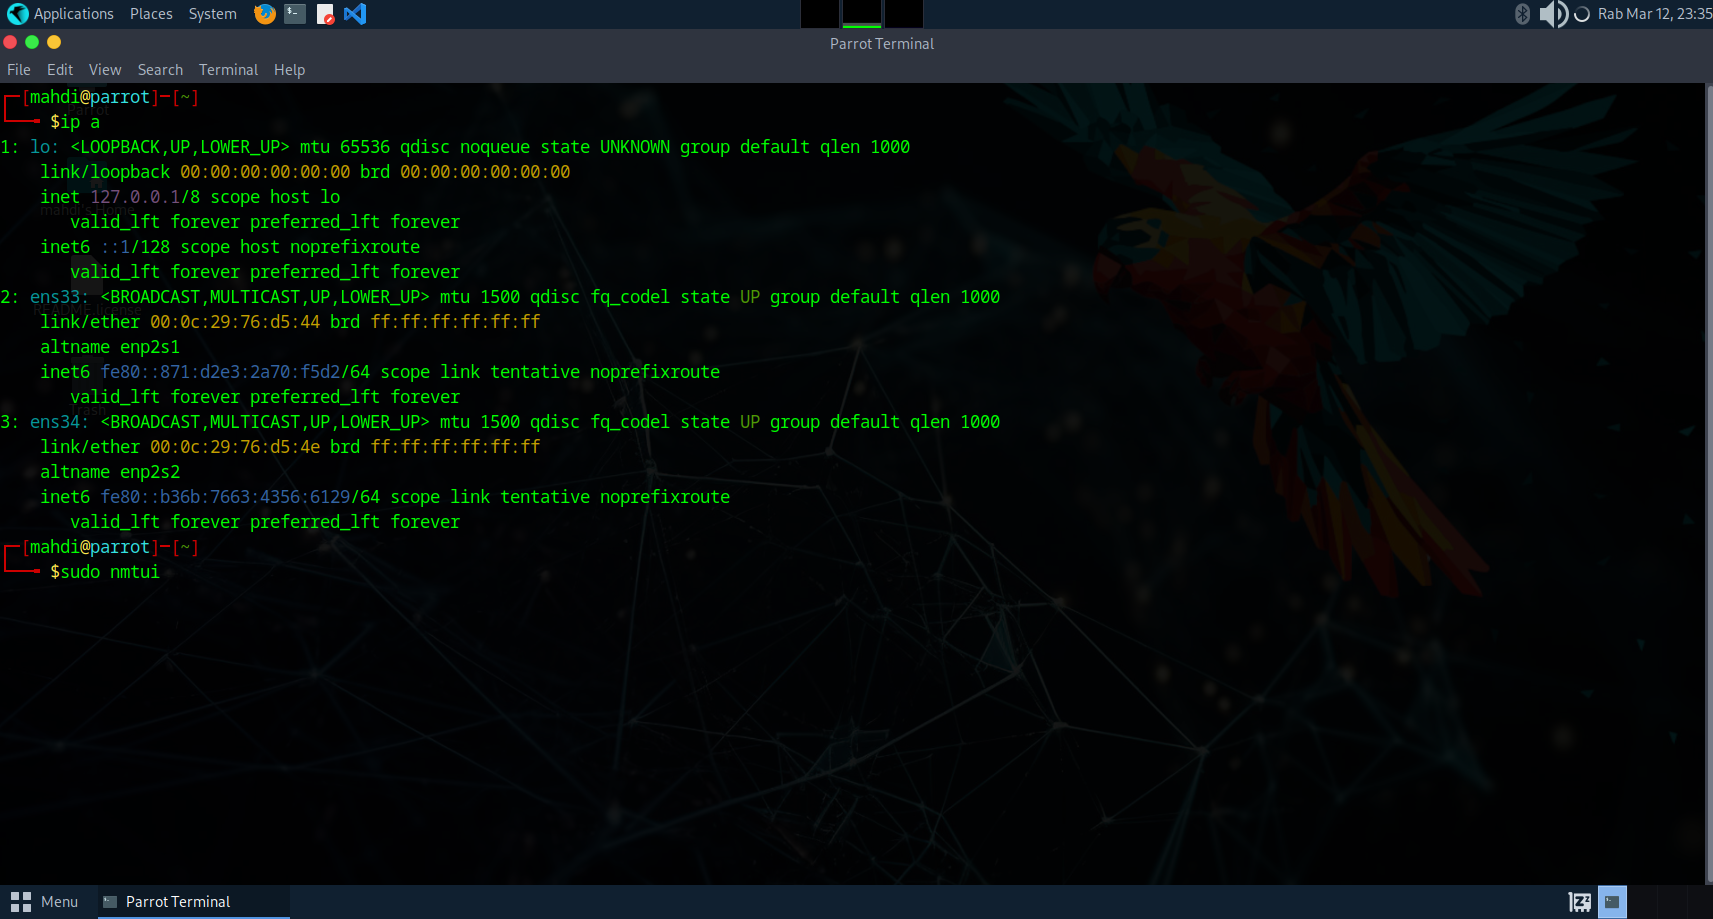 Applications Places System Rab Mar 12, 23:35
Parrot Terminal
File Edit View Search Terminal Help
[mahdi@parrot]-[~]
$ip a
1: lo: <LOOPBACK,UP,LOWER_UP> mtu 65536 qdisc noqueue state UNKNOWN group default qlen 1000
link/loopback 00:00:00:00:00:00 brd 00:00:00:00:00:00
inet 127.0.0.1/8 scope host lo
valid_lft forever preferred_lft forever
inet6 ::1/128 scope host noprefixroute
valid_lft forever preferred_lft forever
2: ens33: <BROADCAST,MULTICAST,UP,LOWER_UP> mtu 1500 qdisc fq_codel state UP group default qlen 1000
link/ether 00:0c:29:76:d5:44 brd ff:ff:ff:ff:ff:ff
altname enp2s1
inet6 fe80::871:d2e3:2a70:f5d2/64 scope link tentative noprefixroute
valid_lft forever preferred_lft forever
3: ens34: <BROADCAST,MULTICAST,UP,LOWER_UP> mtu 1500 qdisc fq_codel state UP group default qlen 1000
link/ether 00:0c:29:76:d5:4e brd ff:ff:ff:ff:ff:ff
altname enp2s2
inet6 fe80::b36b:7663:4356:6129/64 scope link tentative noprefixroute
valid_lft forever preferred_lft forever
[mahdi@parrot]-[~]
$sudo nmtui
Parrot
mahdi's Home
README.license
Trash
Menu Parrot Terminal